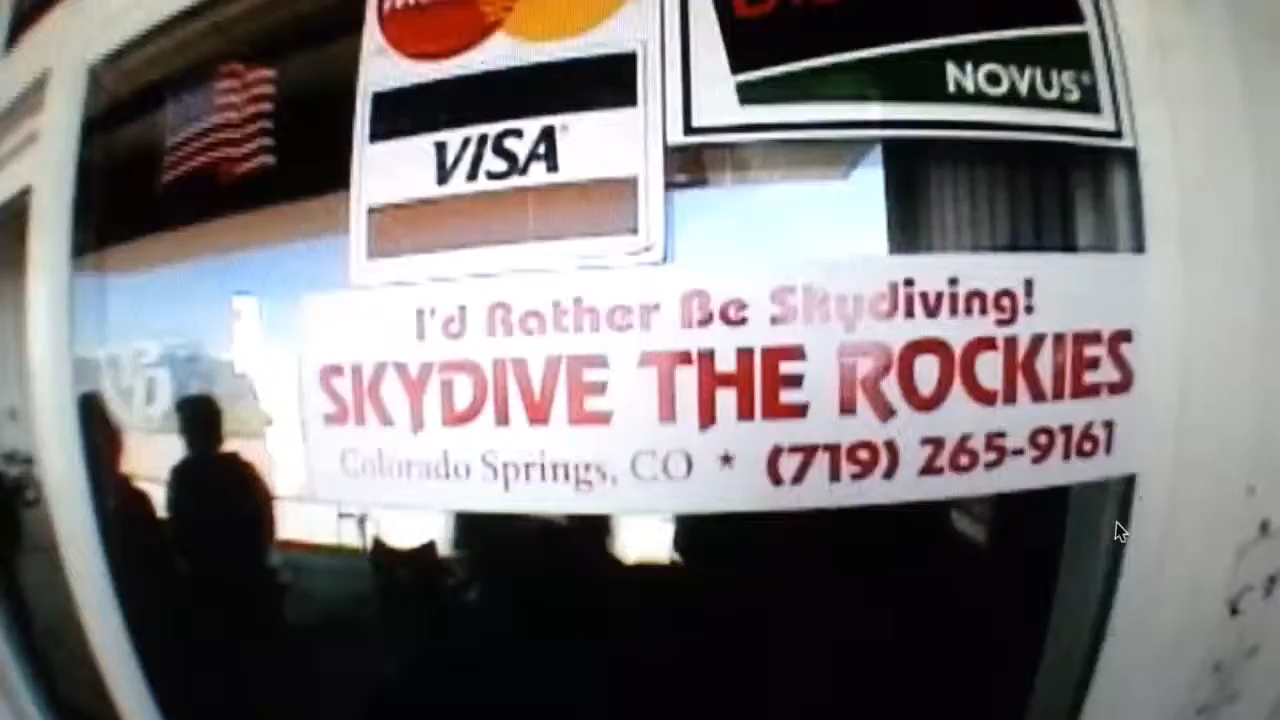 VISA
NOVUS
I'd Rather Be Skydiving!
SKYDIVE THE ROCKIES
Colorado Springs, CO * (719) 265-9161